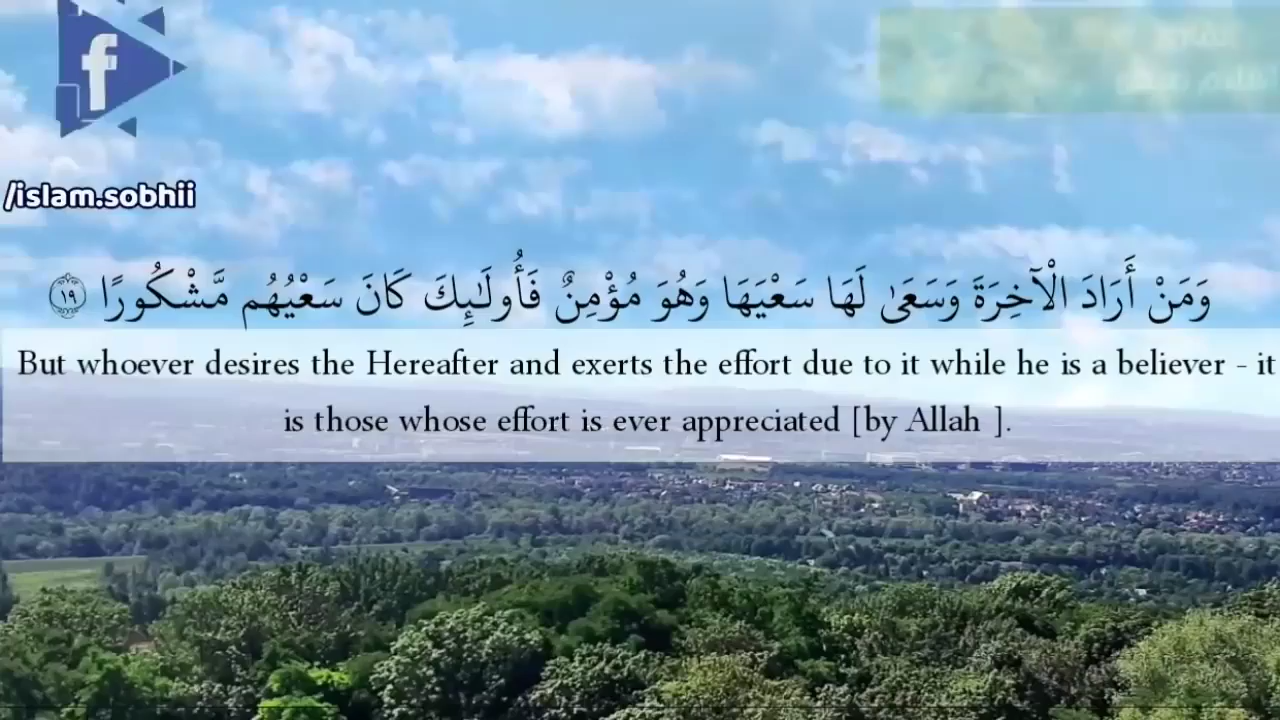 f
/islam.sobhii
وَمَنْ أَرَادَ الْآخِرَةَ وَسَعَىٰ لَهَا سَعْيَهَا وَهُوَ مُؤْمِنٌ فَأُولَـٰئِكَ كَانَ سَعْيُهُم مَّشْكُورًا ﴿١٩﴾
But whoever desires the Hereafter and exerts the effort due to it while he is a believer - it
is those whose effort is ever appreciated [by Allah ].